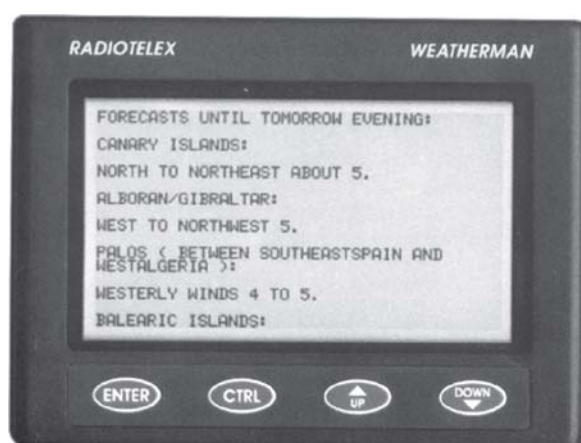 RADIOTELEX WEATHERMAN
FORECASTS UNTIL TOMORROW EVENING:
CANARY ISLANDS:
NORTH TO NORTHEAST ABOUT 5.
ALBORAN/GIBRALTAR:
WEST TO NORTHWEST 5.
PALOS ( BETWEEN SOUTHEASTSPAIN AND
WESTALGERIA ):
WESTERLY WINDS 4 TO 5.
BALEARIC ISLANDS:
ENTER CTRL UP DOWN